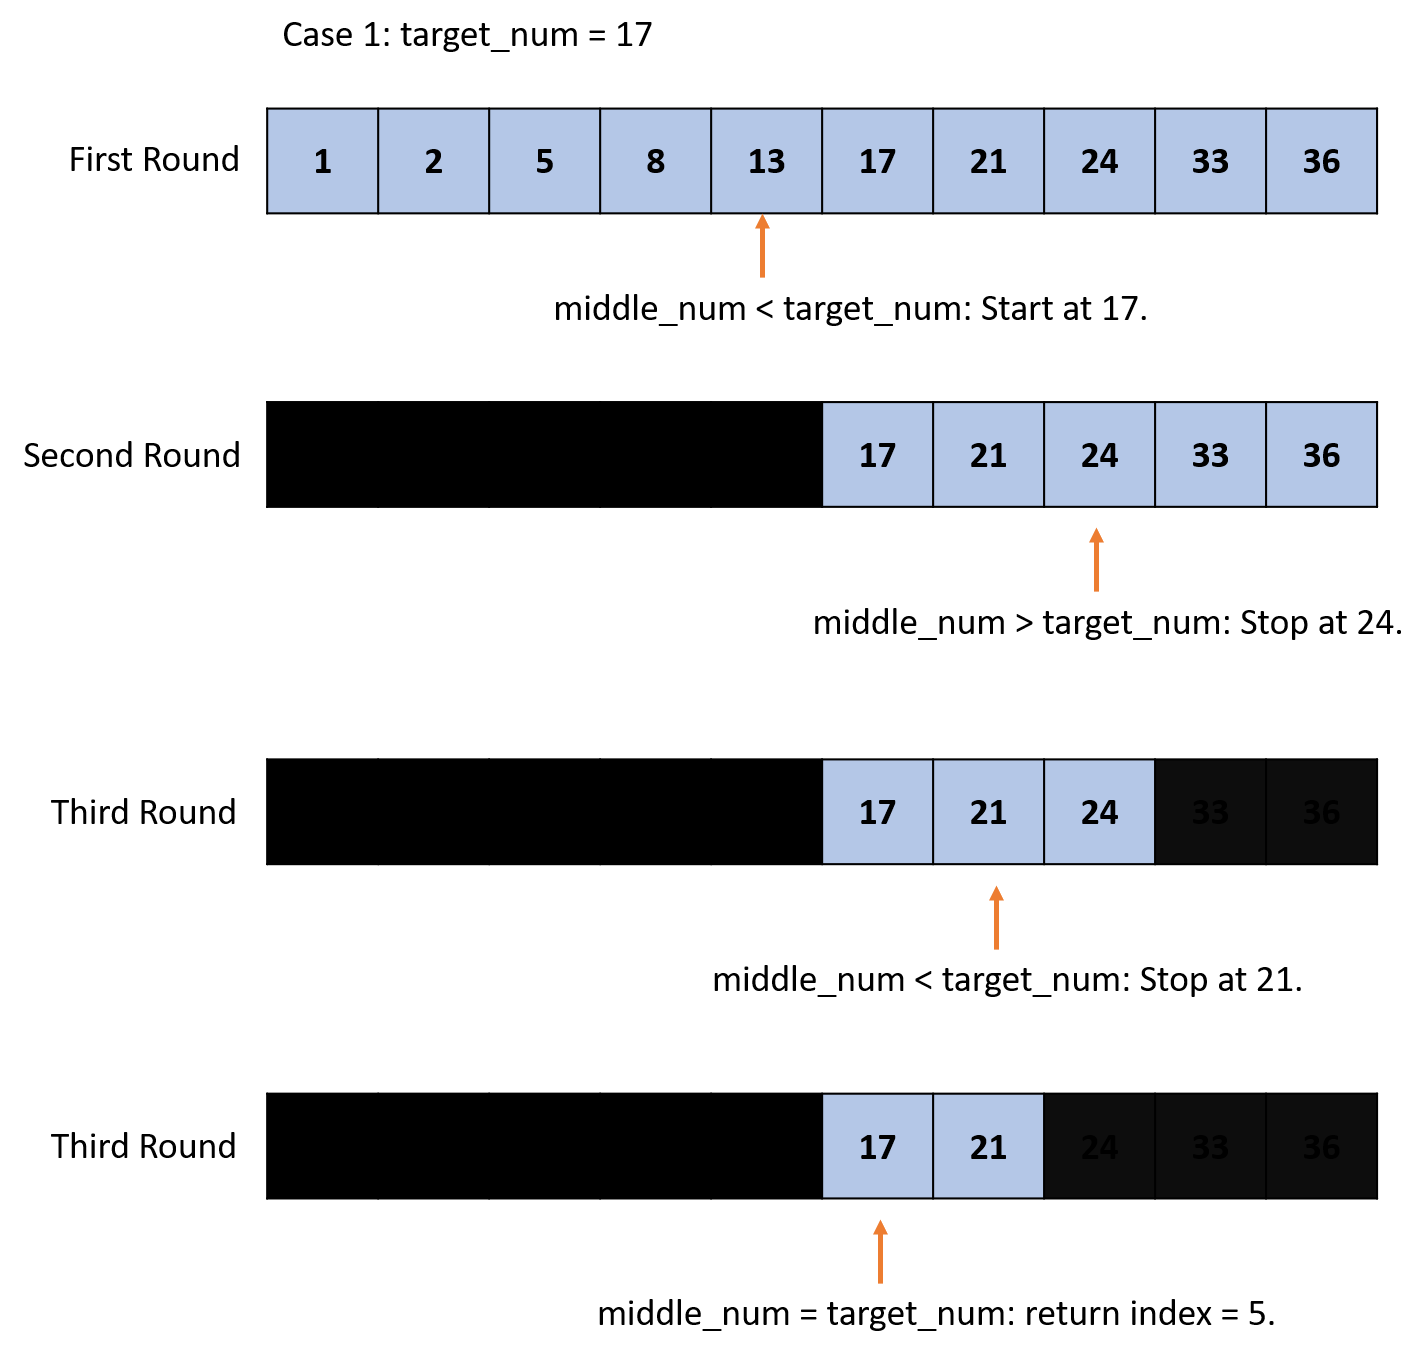 Case 1: target_num = 17
First Round 1 2 5 8 13 17 21 24 33 36
middle_num < target_num: Start at 17.
Second Round 17 21 24 33 36
middle_num > target_num: Stop at 24.
Third Round 17 21 24 33 36
middle_num < target_num: Stop at 21.
Third Round 17 21 24 33 36
middle_num = target_num: return index = 5.